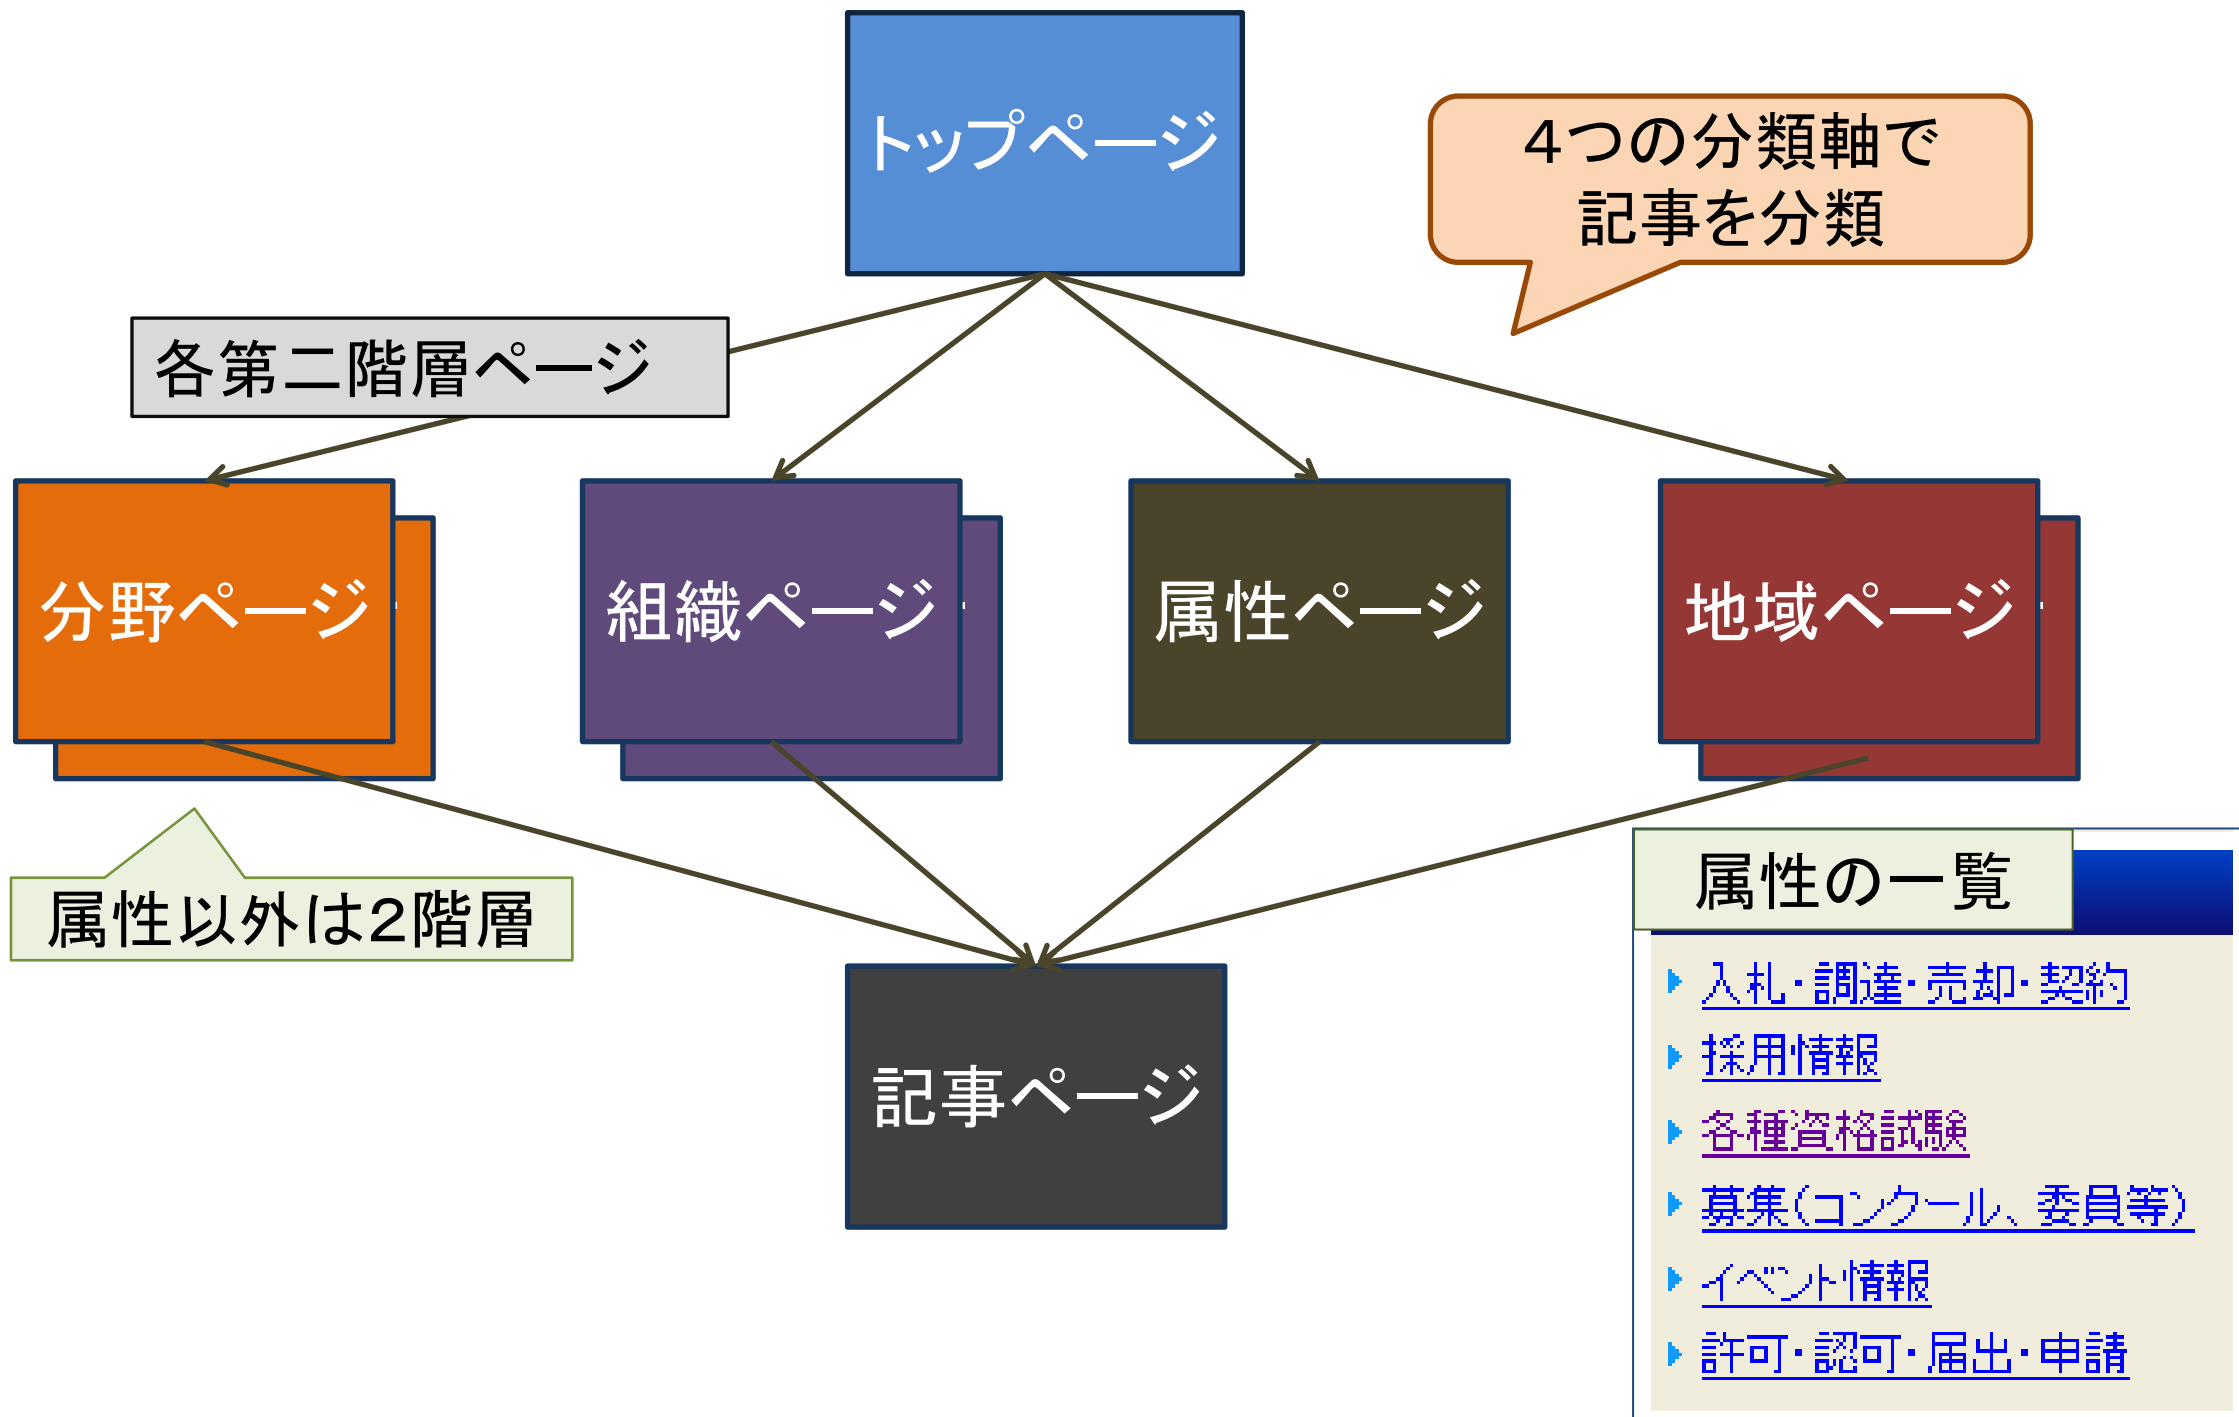 トップページ
４つの分類軸で
記事を分類
各第二階層ページ
分野ページ
組織ページ
属性ページ
地域ページ
属性以外は２階層
記事ページ
属性の一覧
入札・調達・売却・契約
採用情報
各種資格試験
募集（コンクール、委員等）
イベント情報
許可・認可・届出・申請